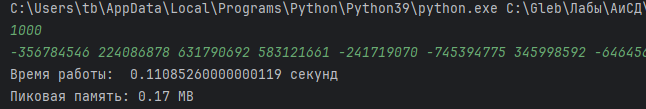 C:\Users\tb\AppData\Local\Programs\Python\Python39\python.exe C:\Gleb\Лабы\АиСД\
1000
-356784546 224086878 631790692 583121661 -241719070 -745394775 345998592 -646456
Время работы:  0.11085260000000119 секунд
Пиковая память: 0.17 MB